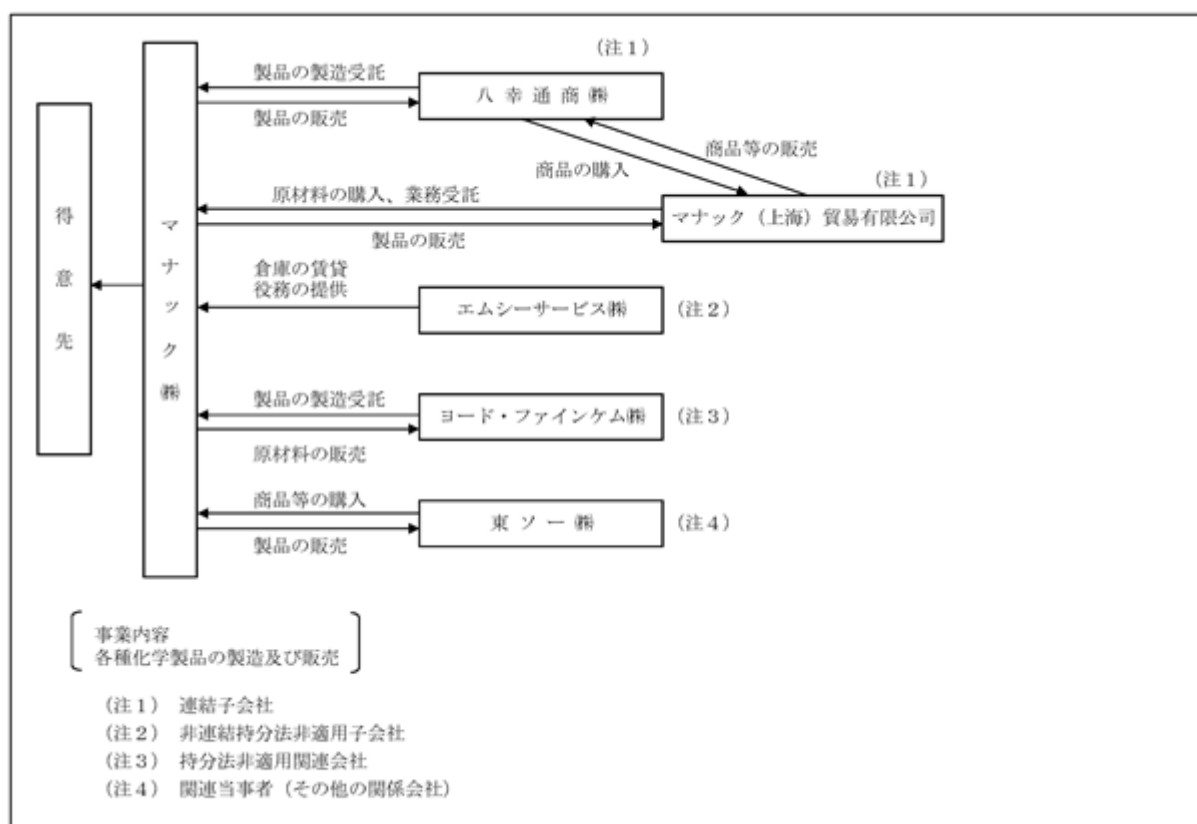 (注1)
製品の製造受託
八幸通商㈱
製品の販売
商品等の販売
商品の購入
(注1)
原材料の購入、業務受託
マナック(上海)貿易有限公司
製品の販売
得意先
マナック㈱
倉庫の賃貸
役務の提供
エムシーサービス㈱
(注2)
製品の製造受託
ヨード・ファインケム㈱
(注3)
原材料の販売
商品等の購入
東ソー㈱
(注4)
製品の販売
事業内容
各種化学製品の製造及び販売
(注1) 連結子会社
(注2) 非連結持分法非適用子会社
(注3) 持分法非適用関連会社
(注4) 関連当事者(その他の関係会社)